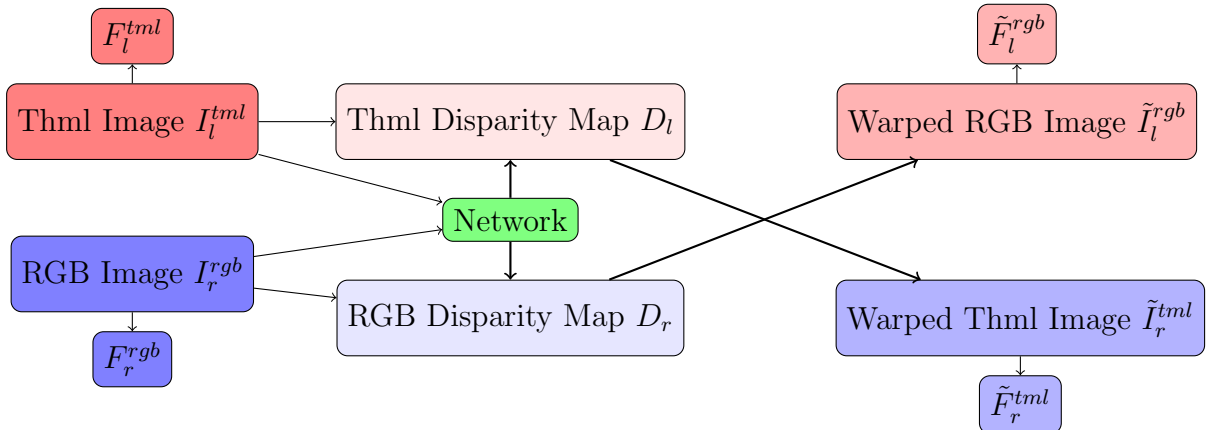 $F_l^{tml}$
$\tilde{F}_l^{rgb}$
Thml Image $I_l^{tml}$
Thml Disparity Map $D_l$
Warped RGB Image $\tilde{I}_l^{rgb}$
Network
RGB Image $I_r^{rgb}$
RGB Disparity Map $D_r$
Warped Thml Image $\tilde{I}_r^{tml}$
$F_r^{rgb}$
$\tilde{F}_r^{tml}$